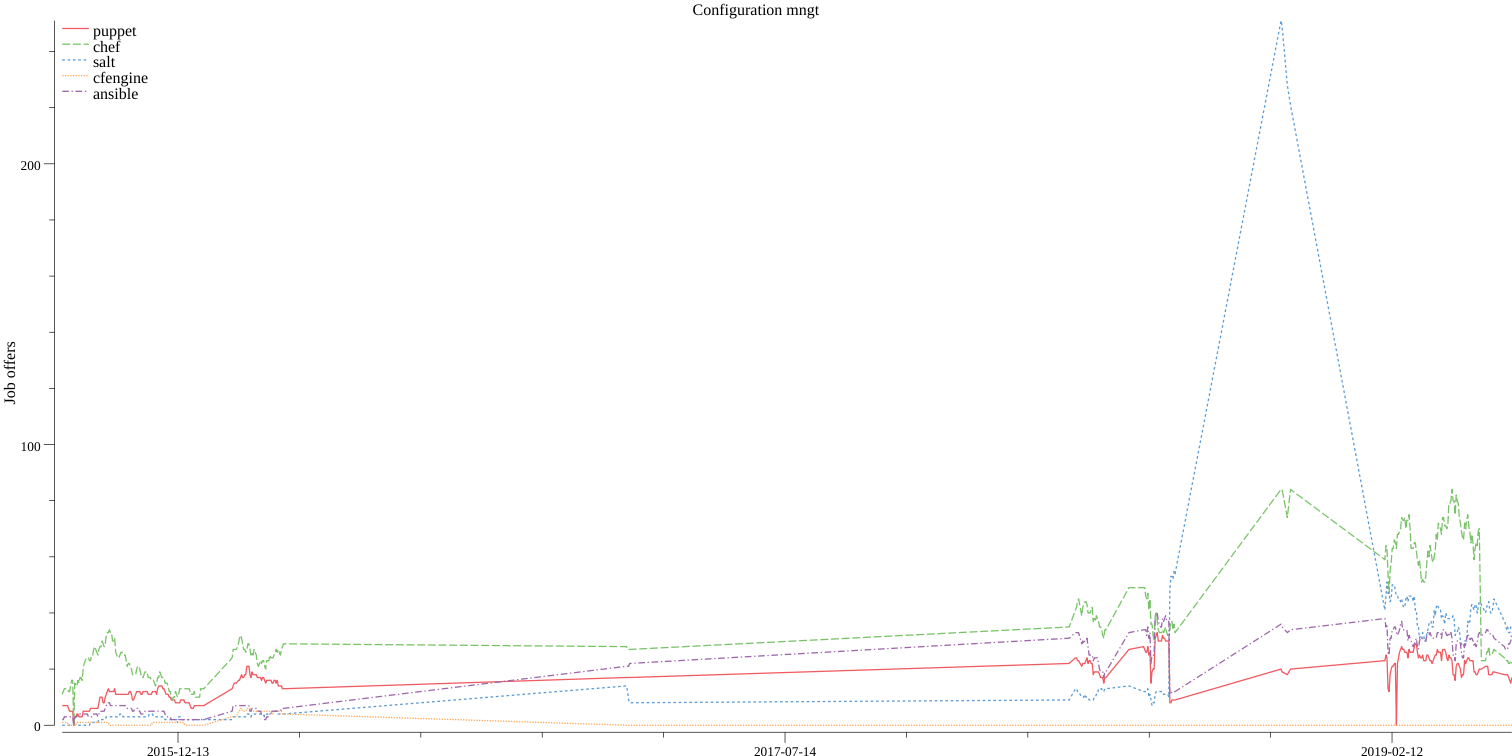 Configuration mngt
puppet
chef
salt
cfengine
ansible
200
Job offers
100
0
2015-12-13
2017-07-14
2019-02-12